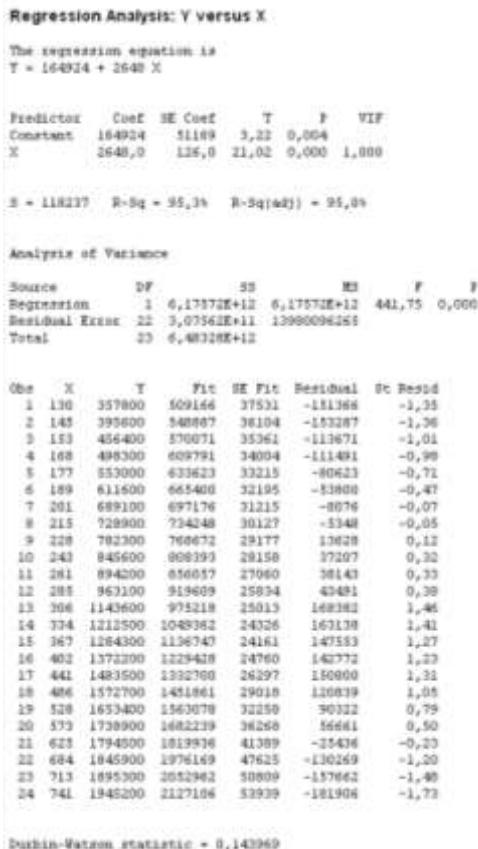 Regression Analysis: Y versus X
The regression equation is
Y = 164924 + 2648 X
Predictor Coef SE Coef T P VIF
Constant 164924 51189 3,22 0,004
X 2648,0 126,0 21,02 0,000 1,000
S = 118237 R-Sq = 95,3% R-Sq(adj) = 95,0%
Analysis of Variance
Source DF SS MS F P
Regression 1 6,17572E+12 6,17572E+12 441,75 0,000
Residual Error 22 3,07562E+11 13980096265
Total 23 6,48328E+12
Obs X Y Fit SE Fit Residual St Resid
1 130 357800 509166 37531 -151366 -1,35
2 145 395600 548887 36104 -153287 -1,36
3 153 456400 570071 35361 -113671 -1,01
4 168 498300 609791 34004 -111491 -0,98
5 177 553000 633623 33215 -80623 -0,71
6 189 611600 665400 32195 -53800 -0,47
7 201 689100 697176 31215 -8076 -0,07
8 215 728900 734248 30127 -5348 -0,05
9 228 782300 768672 29177 13628 0,12
10 243 845600 808393 28158 37207 0,32
11 261 894200 856057 27060 38143 0,33
12 285 963100 919609 25834 43491 0,38
13 306 1143600 975218 25013 168382 1,46
14 334 1212500 1049362 24326 163138 1,41
15 367 1284300 1136747 24161 147553 1,27
16 402 1372200 1229428 24760 142772 1,23
17 441 1483500 1332700 26297 150800 1,31
18 486 1572700 1451861 29018 120839 1,05
19 528 1653400 1563078 32258 90322 0,79
20 573 1738900 1682239 36268 56661 0,50
21 625 1794500 1819936 41389 -25436 -0,23
22 684 1845900 1976169 47625 -130269 -1,20
23 713 1895300 2052962 50809 -157662 -1,48
24 741 1945200 2127106 53939 -181906 -1,73
Durbin-Watson statistic = 0,143969